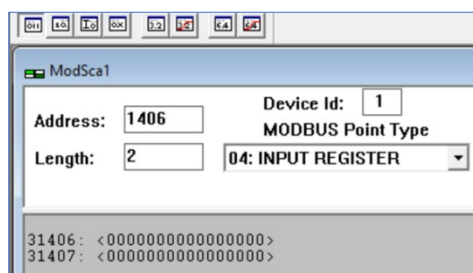 ModSca1
Device Id: 1
Address: 1406
MODBUS Point Type
Length: 2
04: INPUT REGISTER
31406: <0000000000000000>
31407: <0000000000000000>